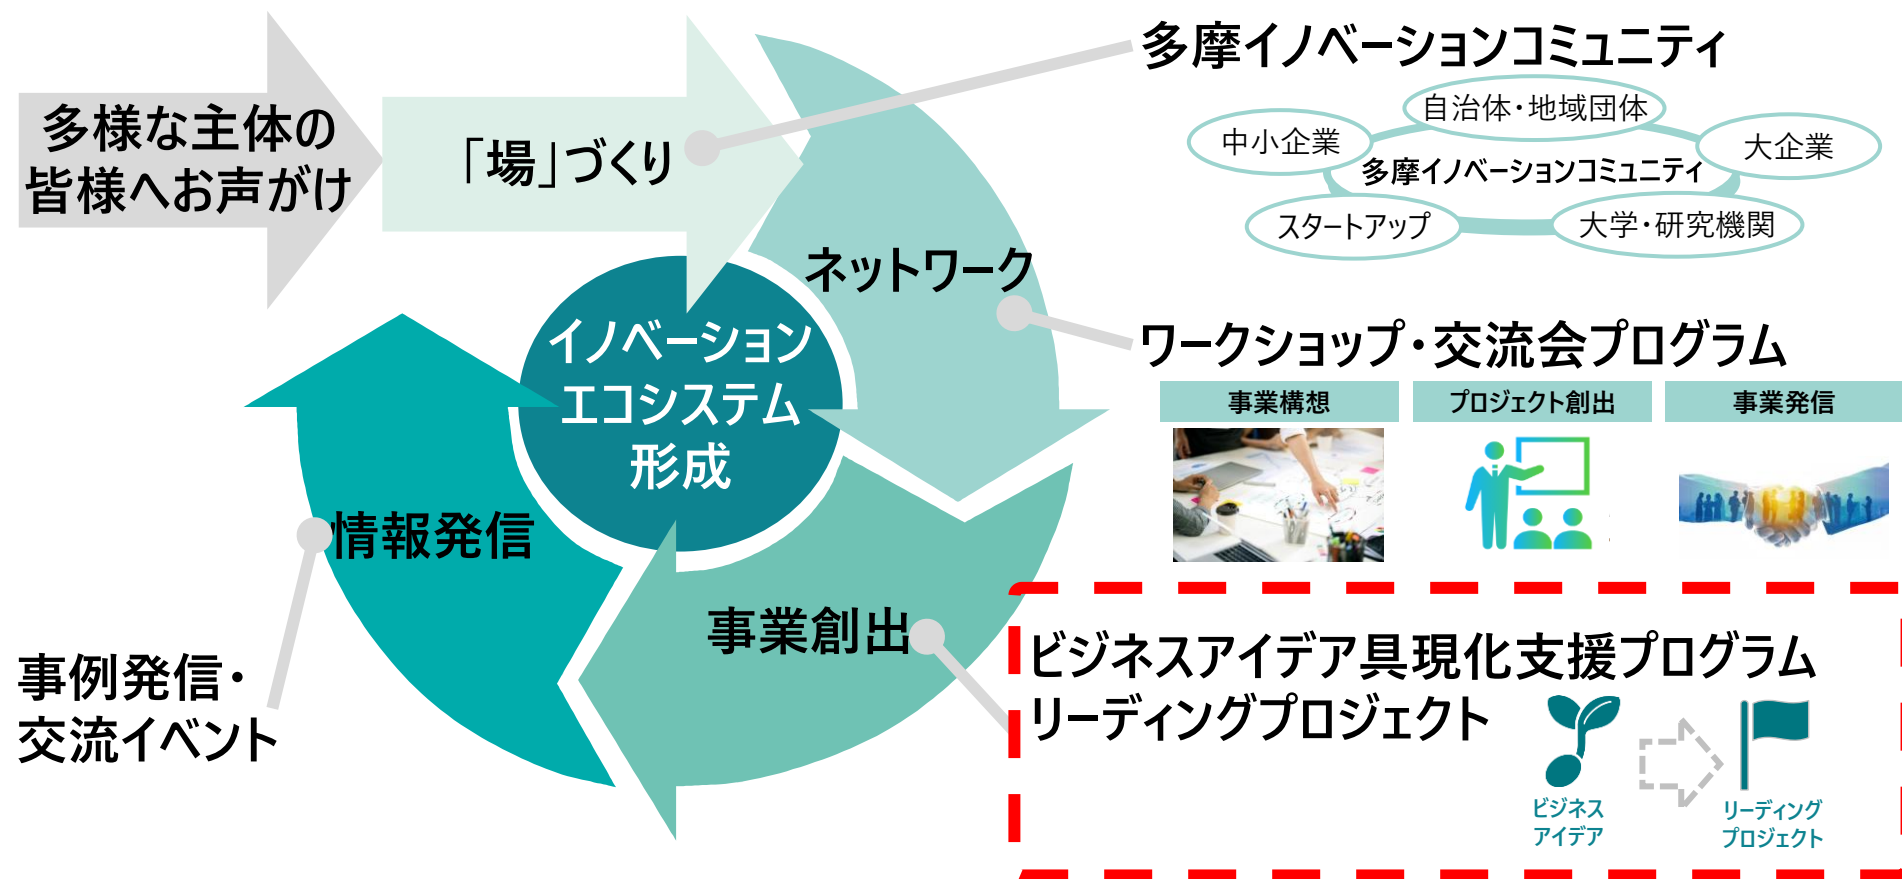 多様な主体の
皆様へお声がけ
「場」づくり
ネットワーク
イノベーション
エコシステム
形成
情報発信
事業創出
事例発信・
交流イベント
多摩イノベーションコミュニティ
自治体・地域団体
中小企業
大企業
多摩イノベーションコミュニティ
スタートアップ
大学・研究機関
ワークショップ・交流会プログラム
事業構想
プロジェクト創出
事業発信
ビジネスアイデア具現化支援プログラム
リーディングプロジェクト
ビジネス
アイデア
リーディング
プロジェクト